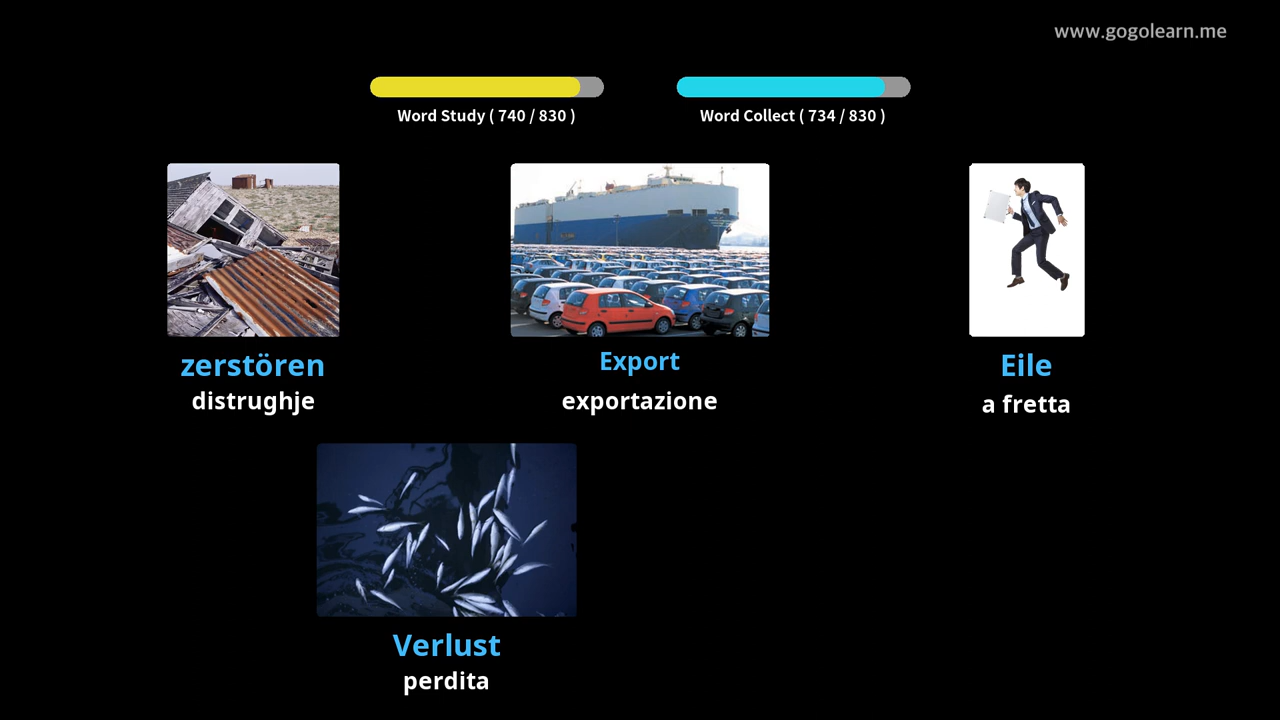 www.gogolearn.me
Word Study ( 740 / 830 )
Word Collect ( 734 / 830 )
zerstören
distrughje
Export
exportazione
Eile
a fretta
Verlust
perdita